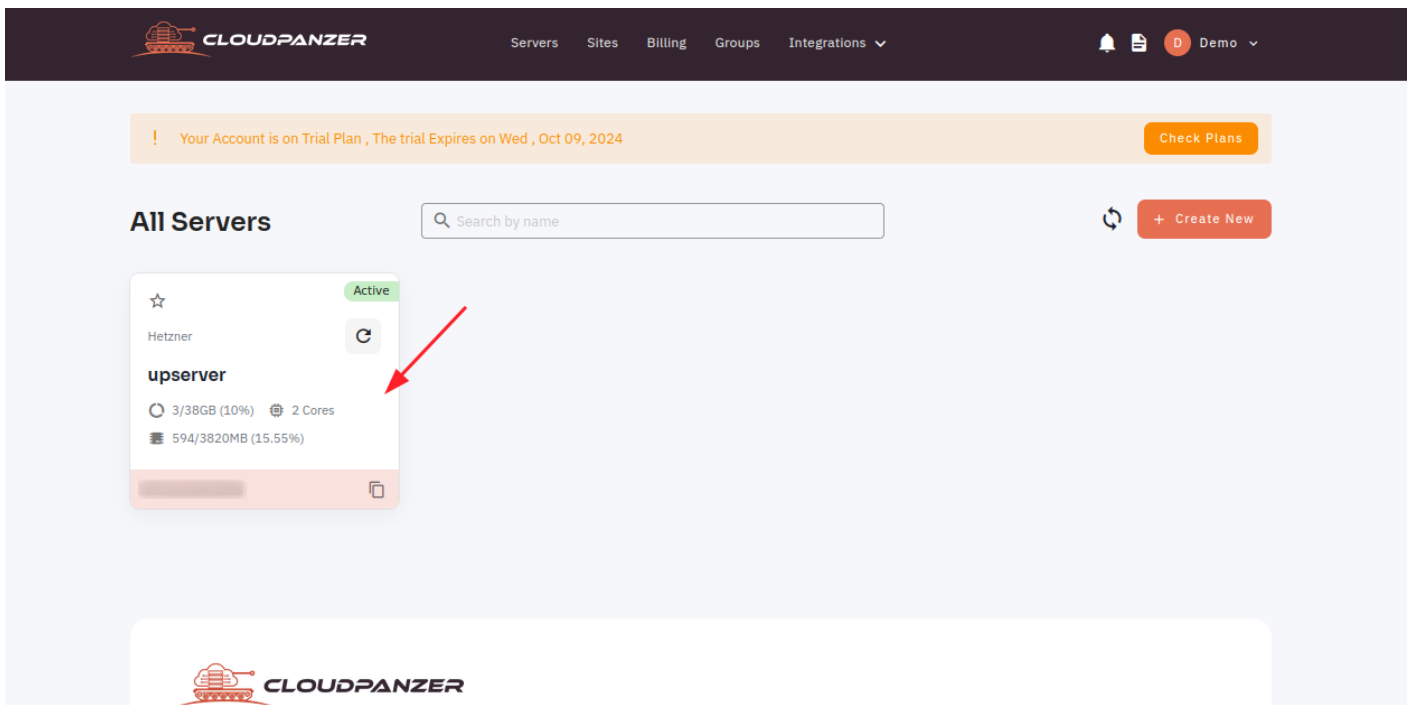 CLOUDPANZER
Servers Sites Billing Groups Integrations
D Demo
! Your Account is on Trial Plan , The trial Expires on Wed , Oct 09, 2024
Check Plans
All Servers
Search by name
+ Create New
Active
Hetzner
upserver
3/38GB (10%) 2 Cores
594/3820MB (15.55%)
CLOUDPANZER